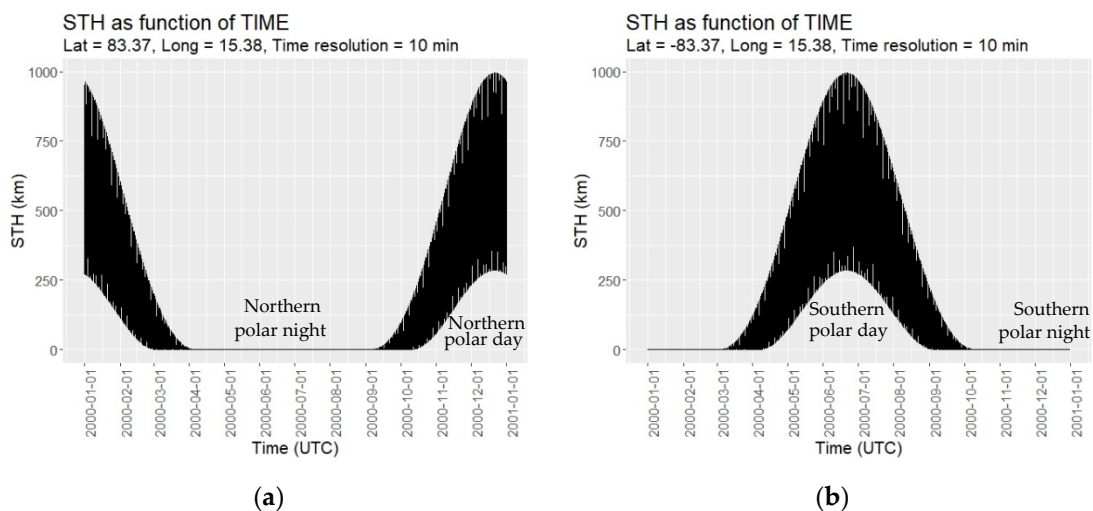 STH as function of TIME
Lat = 83.37, Long = 15.38, Time resolution = 10 min
STH (km)
1000
750
500
250
0
Northern
polar night
Northern
polar day
2000-01-01
2000-02-01
2000-03-01
2000-04-01
2000-05-01
2000-06-01
2000-07-01
2000-08-01
2000-09-01
2000-10-01
2000-11-01
2000-12-01
2001-01-01
Time (UTC)
(a)
STH as function of TIME
Lat = -83.37, Long = 15.38, Time resolution = 10 min
STH (km)
1000
750
500
250
0
Southern
polar day
Southern
polar night
2000-01-01
2000-02-01
2000-03-01
2000-04-01
2000-05-01
2000-06-01
2000-07-01
2000-08-01
2000-09-01
2000-10-01
2000-11-01
2000-12-01
2001-01-01
Time (UTC)
(b)